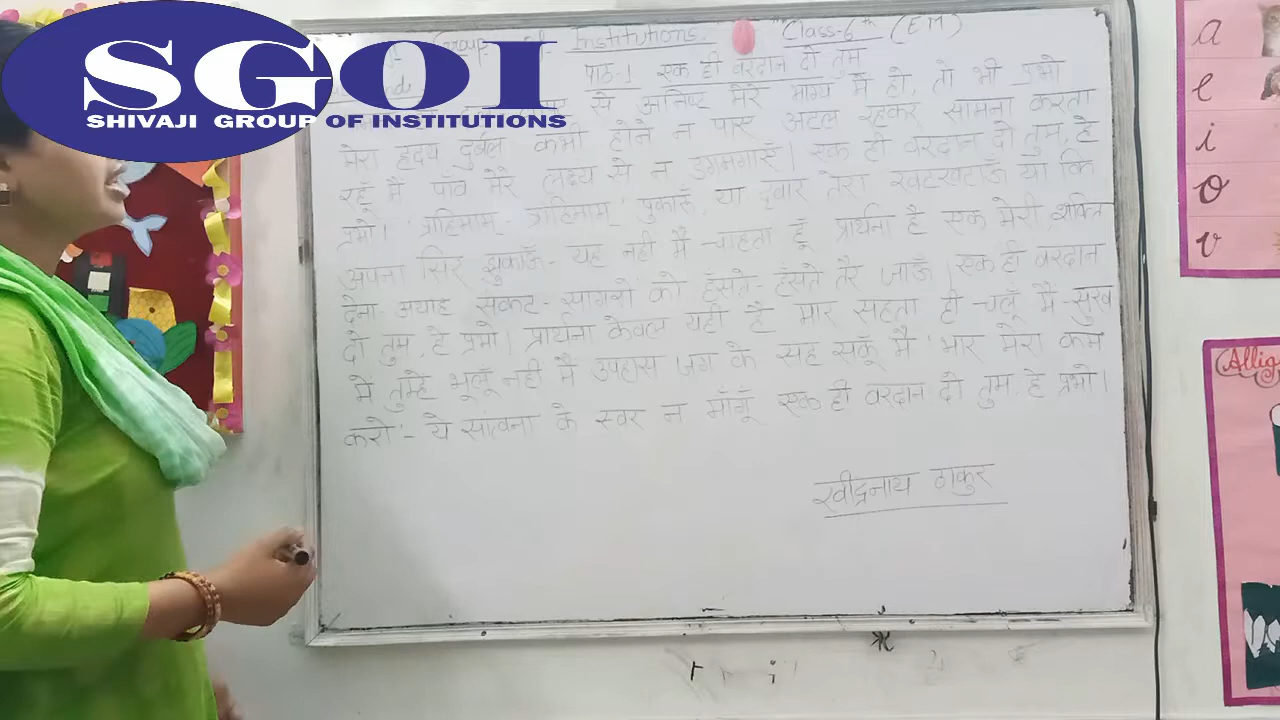 SGOI
SHIVAJI GROUP OF INSTITUTIONS
Group of Institutions. "Class-6th (EM)
पाठ-1 एक ही वरदान दो तुम
से अनिष्ट मेरे भाग्य में हो, तो भी प्रभो
मेरा हृदय दुर्बल कभी होने न पाए अटल रहकर सामना करता
रहूँ मैं पाँव मेरे लक्ष्य से न डगमगाएँ। एक ही वरदान दो तुम, हे
प्रभो। 'त्राहिमाम्- त्राहिमाम्' पुकारूँ, या द्वार तेरा खटखटाऊँ या कि
अपना सिर झुकाऊँ- यह नहीं मैं चाहता हूँ प्रार्थना है एक मेरी, शक्ति
देना- अथाह संकट- सागरों को हँसते- हँसते तैर जाऊँ। एक ही वरदान
दो तुम, हे प्रभो। प्रार्थना केवल यही है मार सहता ही चलूँ मैं- सुख
में तुम्हें भूलूँ नहीं मैं उपहास जग के सह सकूँ मैं 'भार मेरा कम
करो'- ये सांत्वना के स्वर न माँगूँ एक ही वरदान दो तुम, हे प्रभो।
रवींद्रनाथ ठाकुर
a
e
i
o
v